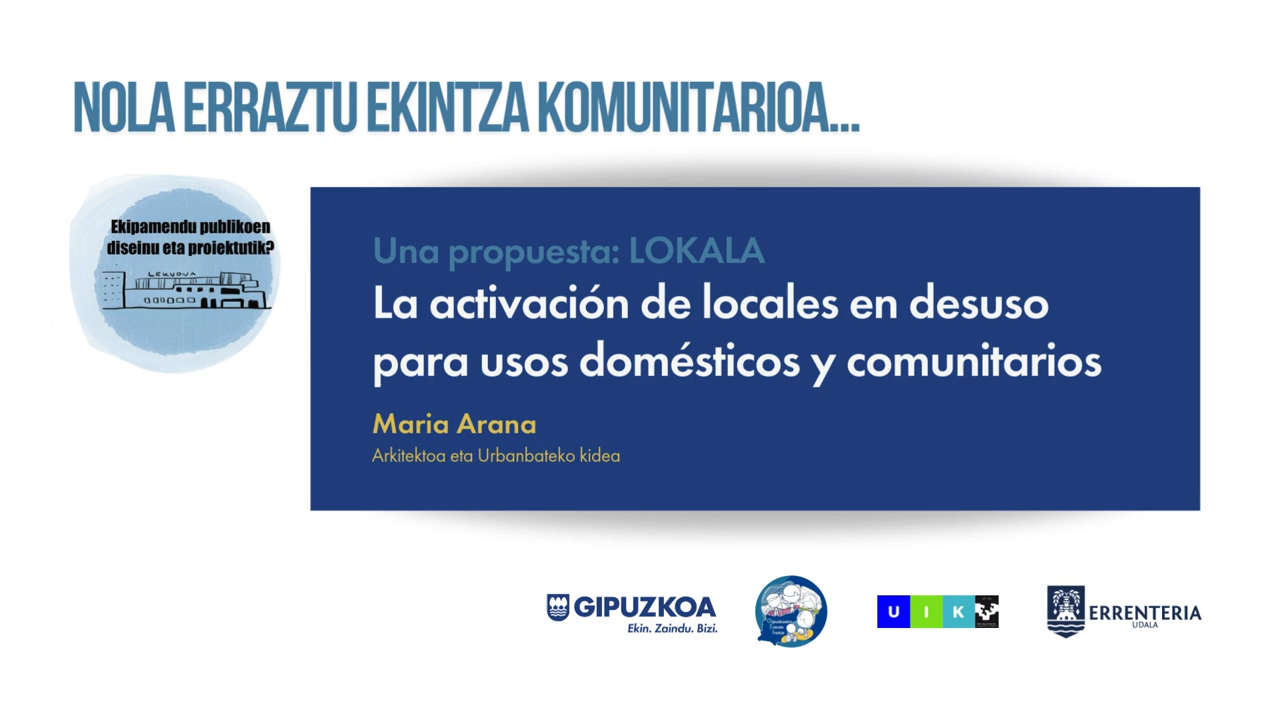 NOLA ERRAZTU EKINTZA KOMUNITARIOA...
Ekipamendu publikoen
diseinu eta proiektutik?
LEKUONA
Una propuesta: LOKALA
La activación de locales en desuso
para usos domésticos y comunitarios
Maria Arana
Arkitektoa eta Urbanbateko kidea
GIPUZKOA
Ekin. Zaindu. Bizi.
U I K
ERRENTERIA
UDALA